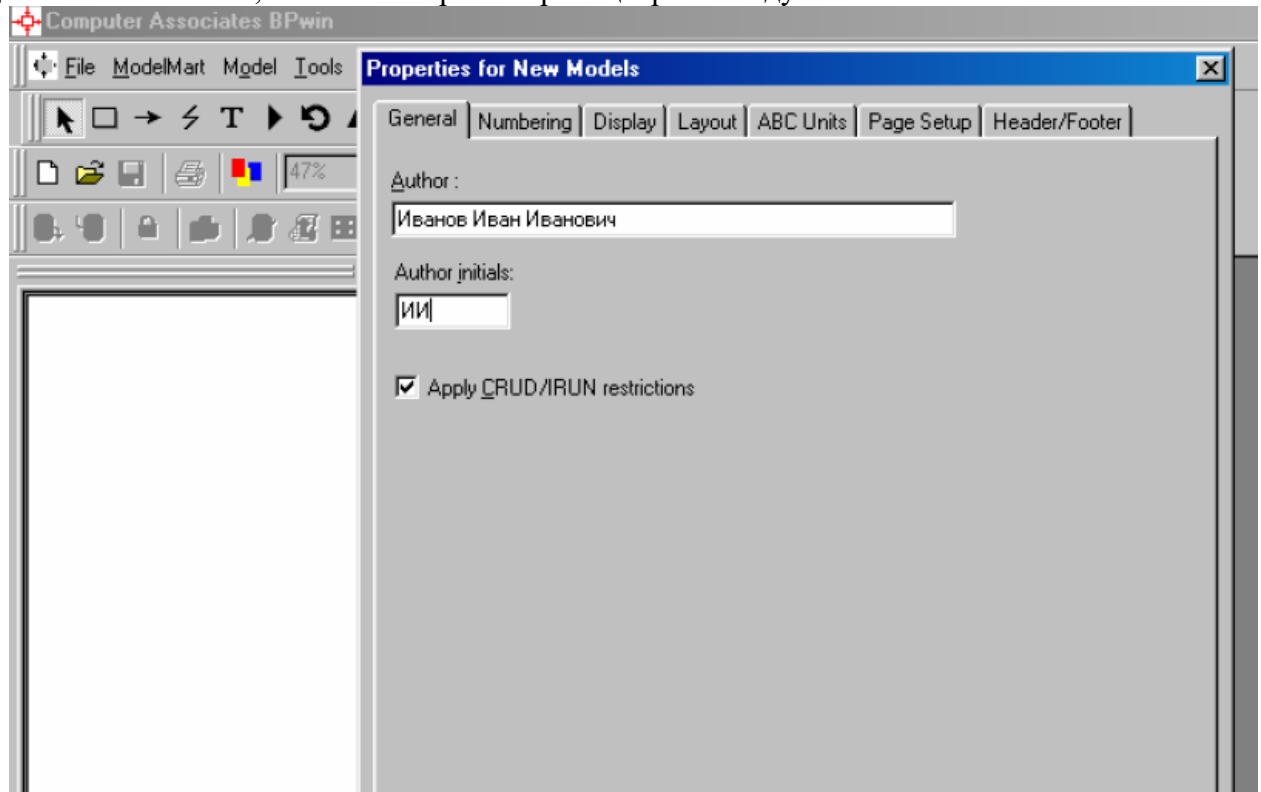 Computer Associates BPwin
File ModelMart Model Tools
Properties for New Models
General Numbering Display Layout ABC Units Page Setup Header/Footer
T
47%
Author :
Иванов Иван Иванович
Author initials:
ИИ
Apply CRUD/IRUN restrictions